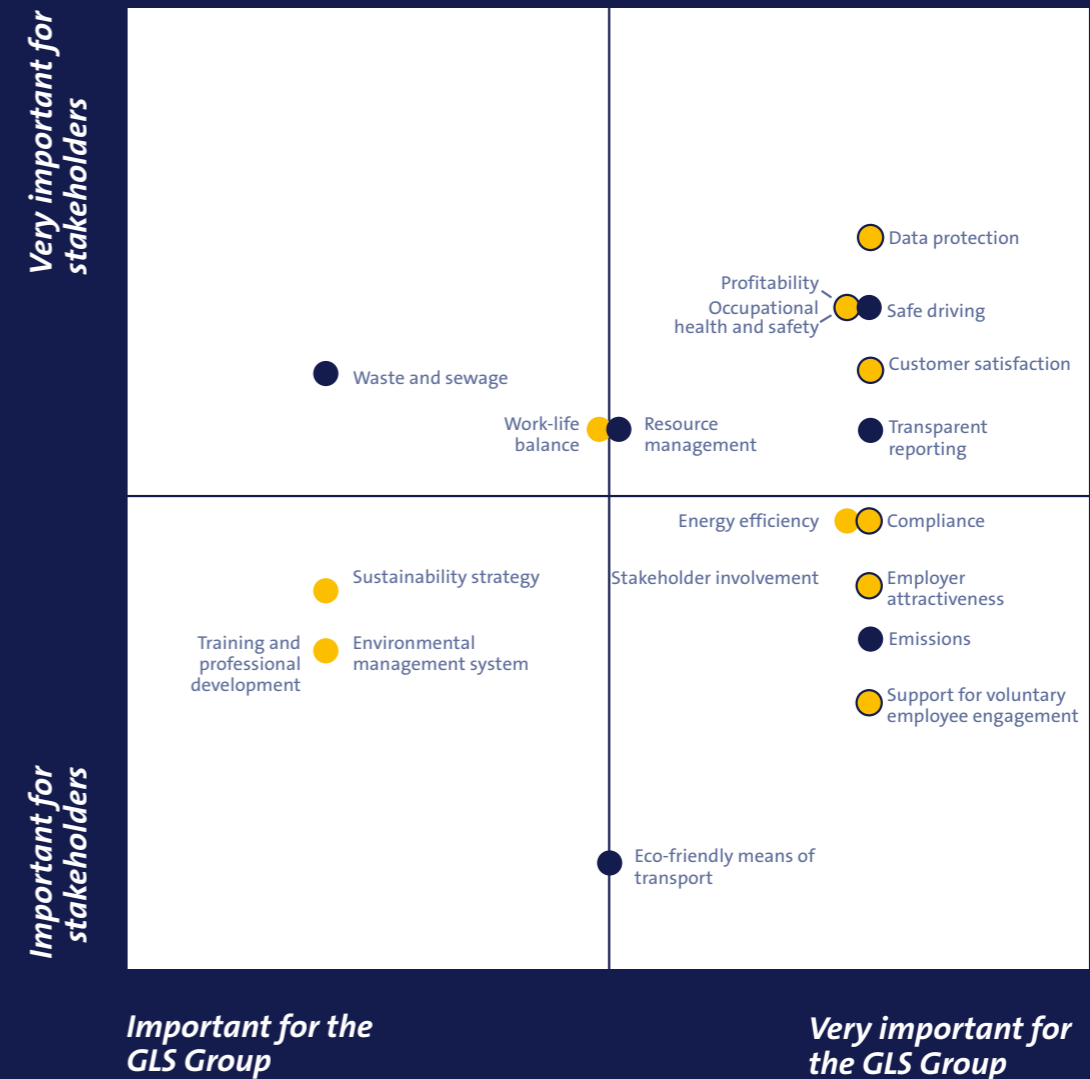 Very important for
stakeholders
Data protection
Profitability
Occupational
health and safety
Safe driving
Customer satisfaction
Waste and sewage
Work-life
balance
Resource
management
Transparent
reporting
Energy efficiency
Compliance
Sustainability strategy
Stakeholder involvement
Employer
attractiveness
Training and
professional
development
Environmental
management system
Emissions
Support for voluntary
employee engagement
Important for
stakeholders
Eco-friendly means of
transport
Important for the
GLS Group
Very important for
the GLS Group